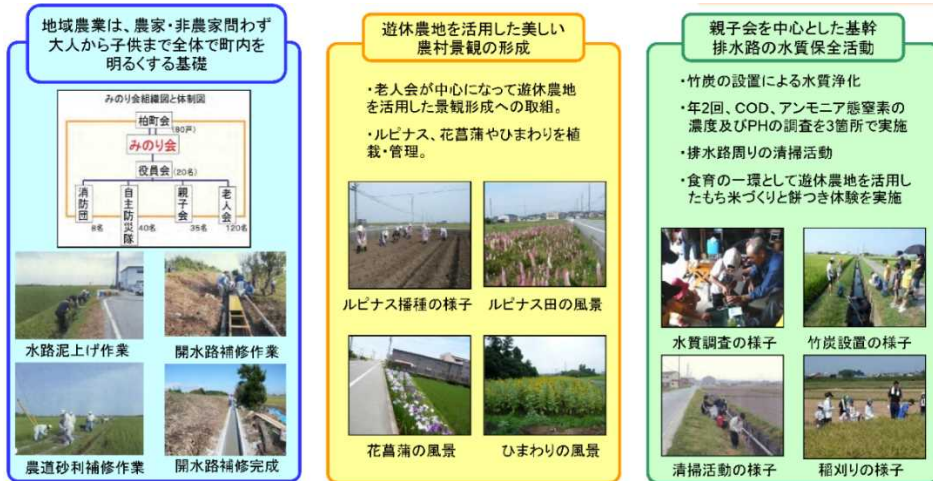 地域農業は、農家・非農家問わず
大人から子供まで全体で町内を
明るくする基礎
みのり会組織図と体制図
柏町会
(80戸)
みのり会
役員会(20名)
消防団
8名
自主防災隊
40名
親子会
35名
老人会
120名
水路泥上げ作業
開水路補修作業
農道砂利補修作業
開水路補修完成
遊休農地を活用した美しい
農村景観の形成
・老人会が中心になって遊休農地
を活用した景観形成への取組。
・ルピナス、花菖蒲やひまわりを植
栽・管理。
ルピナス播種の様子
ルピナス田の風景
花菖蒲の風景
ひまわりの風景
親子会を中心とした基幹
排水路の水質保全活動
・竹炭の設置による水質浄化
・年2回、COD、アンモニア態窒素の
濃度及びPHの調査を3箇所で実施
・排水路周りの清掃活動
・食育の一環として遊休農地を活用し
たもち米づくりと餅つき体験を実施
水質調査の様子
竹炭設置の様子
清掃活動の様子
稲刈りの様子